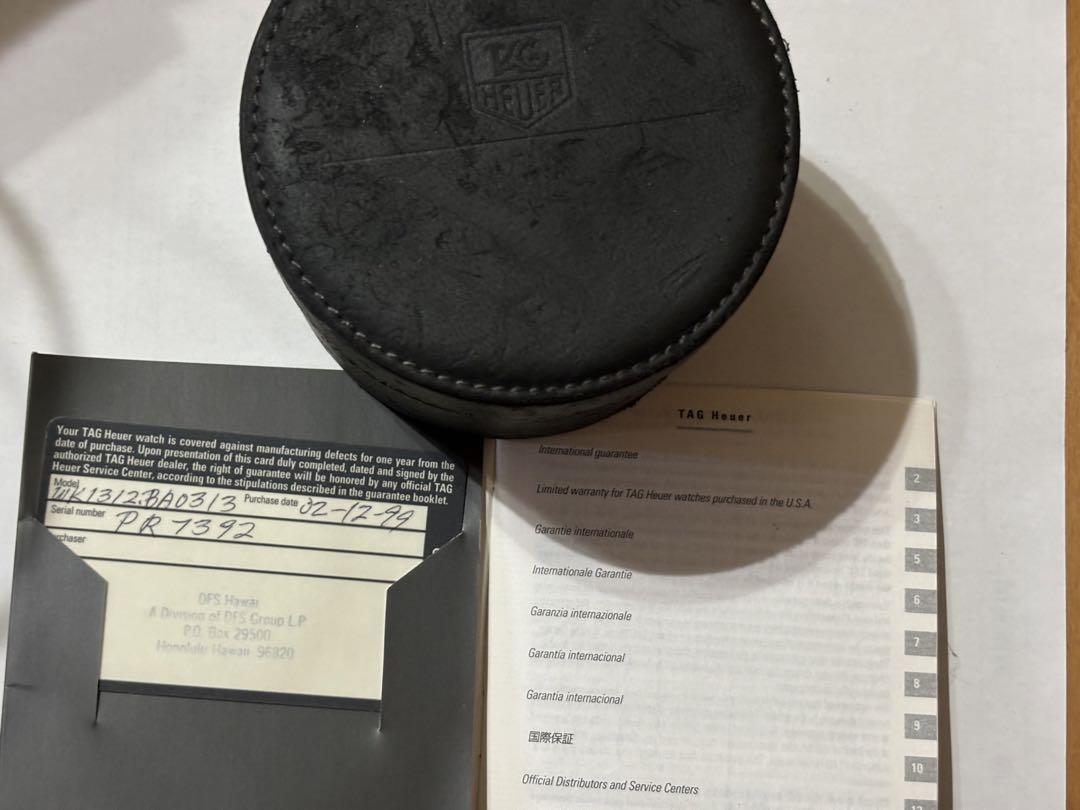 TAG
HEUER
Your TAG Heuer watch is covered against manufacturing defects for one year from the
date of purchase. Upon presentation of this card duly completed, dated and signed by the
authorized TAG Heuer dealer, the right of guarantee will be honored by any official TAG
Heuer Service Center, according to the stipulations described in the guarantee booklet.
Model
WK1312.BA0313 Purchase date 02-12-99
Serial number PR7392
rchaser
DFS Hawaii
A Division of DFS Group L.P.
P.O. Box 29500
Honolulu Hawaii 96820
TAG Heuer
International guarantee
2
Limited warranty for TAG Heuer watches purchased in the U.S.A.
3
Garantie internationale
5
Internationale Garantie
6
Garanzia internazionale
7
Garantía internacional
8
Garantia internacional
9
国際保証
10
Official Distributors and Service Centers